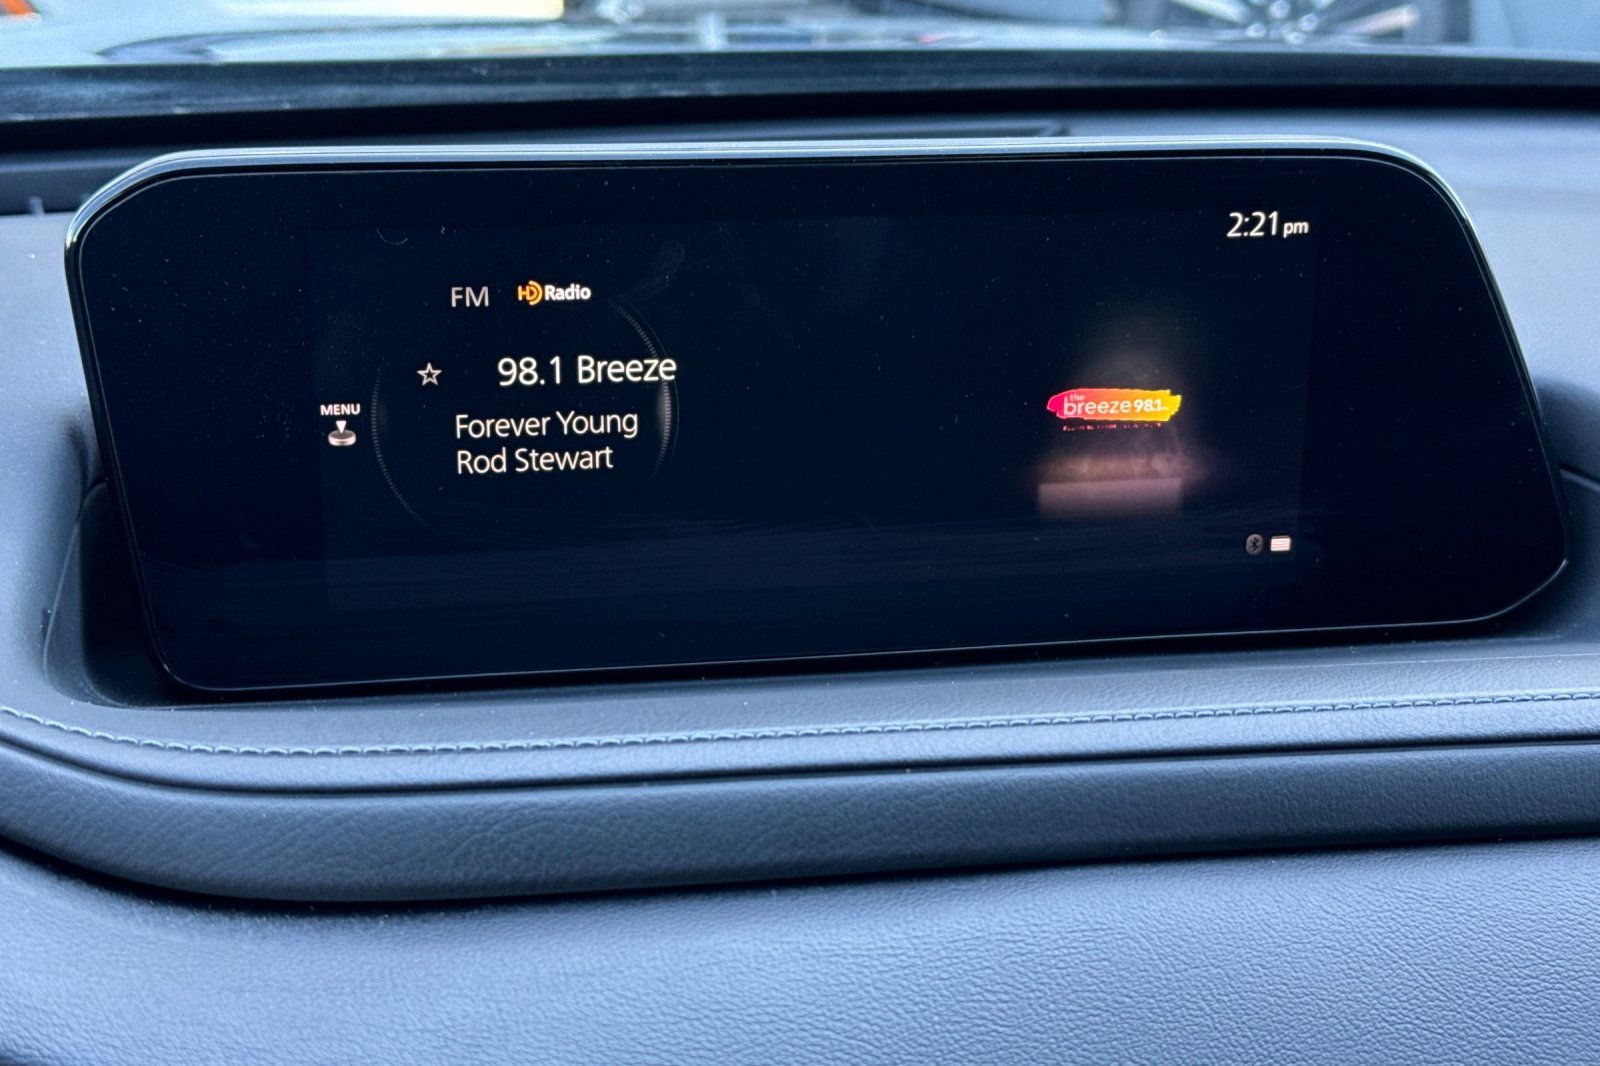 2:21 pm
FM HD Radio
98.1 Breeze
MENU
Forever Young
Rod Stewart
the
breeze 98.1